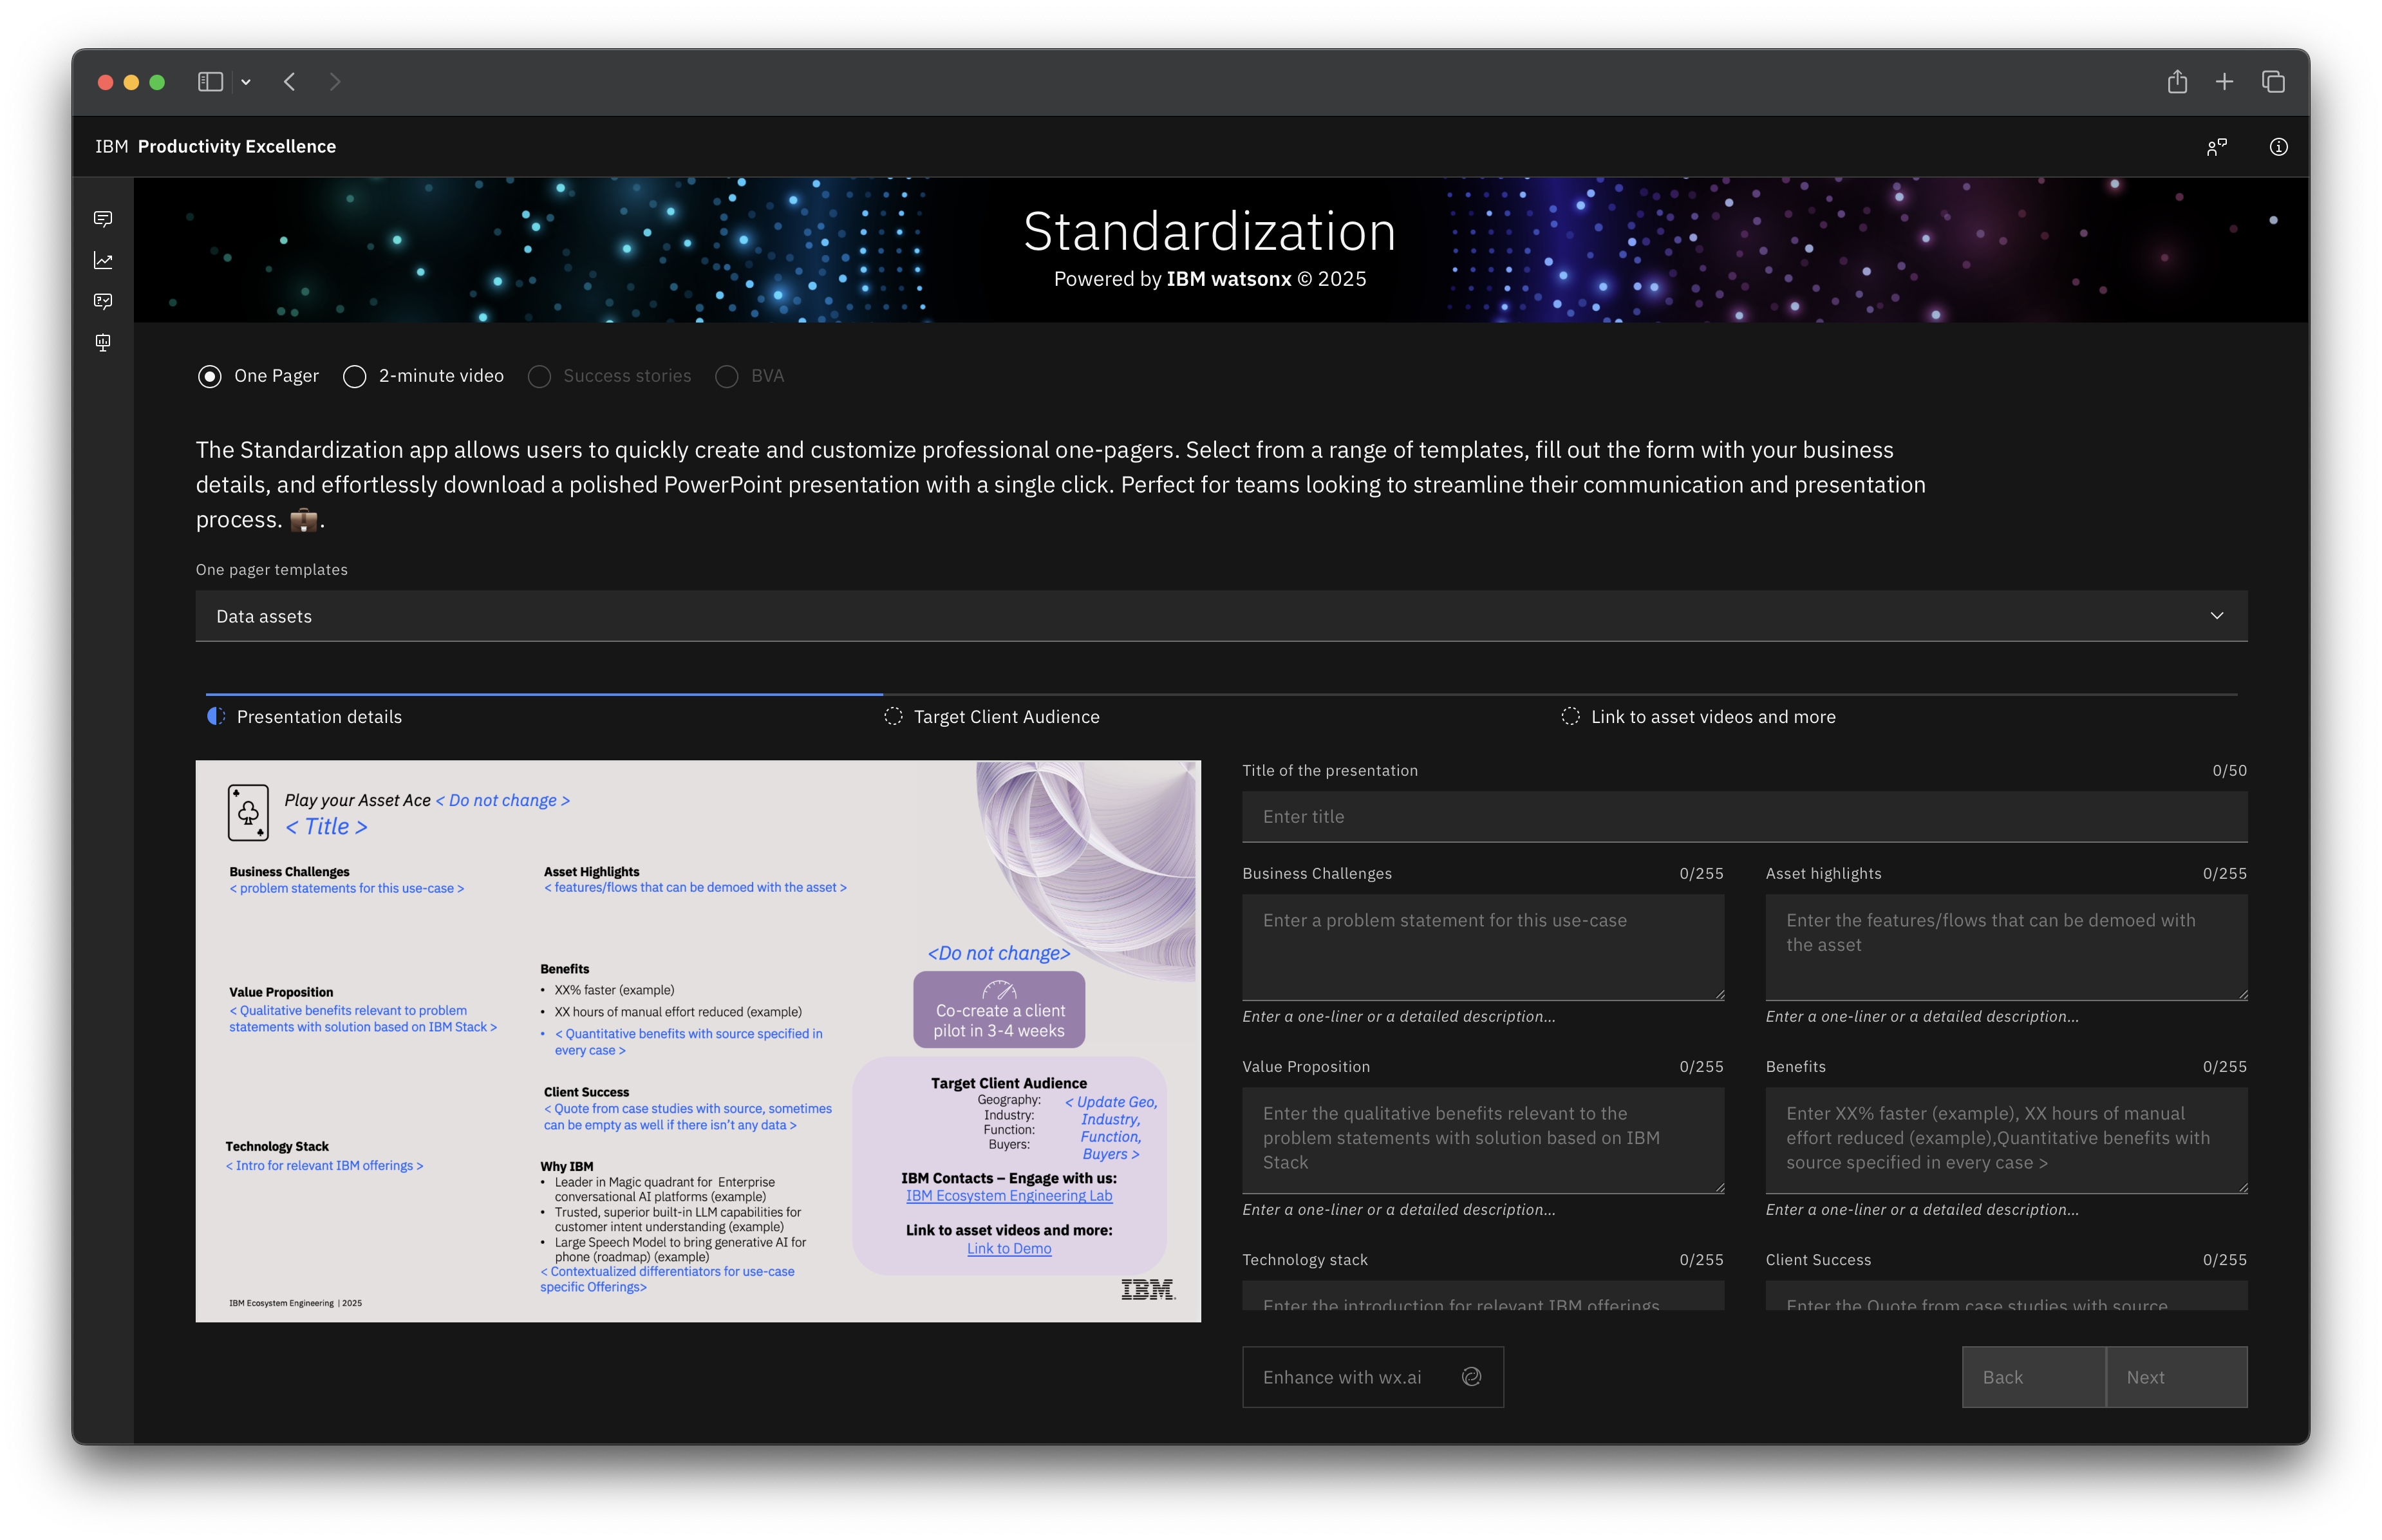 IBM Productivity Excellence
Standardization
Powered by IBM watsonx © 2025
One Pager
2-minute video
Success stories
BVA
The Standardization app allows users to quickly create and customize professional one-pagers. Select from a range of templates, fill out the form with your business
details, and effortlessly download a polished PowerPoint presentation with a single click. Perfect for teams looking to streamline their communication and presentation
process. 💼.
One pager templates
Data assets
Presentation details
Target Client Audience
Link to asset videos and more
Play your Asset Ace < Do not change >
< Title >
Business Challenges
< problem statements for this use-case >
Value Proposition
< Qualitative benefits relevant to problem
statements with solution based on IBM Stack >
Technology Stack
< Intro for relevant IBM offerings >
IBM Ecosystem Engineering | 2025
Asset Highlights
< features/flows that can be demoed with the asset >
Benefits
• XX% faster (example)
• XX hours of manual effort reduced (example)
• < Quantitative benefits with source specified in
every case >
Client Success
< Quote from case studies with source, sometimes
can be empty as well if there isn't any data >
Why IBM
• Leader in Magic quadrant for Enterprise
conversational AI platforms (example)
• Trusted, superior built-in LLM capabilities for
customer intent understanding (example)
• Large Speech Model to bring generative AI for
phone (roadmap) (example)
< Contextualized differentiators for use-case
specific Offerings>
<Do not change>
Co-create a client
pilot in 3-4 weeks
Target Client Audience
Geography:
Industry:
Function:
Buyers:
< Update Geo,
Industry,
Function,
Buyers >
IBM Contacts – Engage with us:
IBM Ecosystem Engineering Lab
Link to asset videos and more:
Link to Demo
IBM
Title of the presentation 0/50
Enter title
Business Challenges 0/255
Enter a problem statement for this use-case
Enter a one-liner or a detailed description...
Asset highlights 0/255
Enter the features/flows that can be demoed with
the asset
Enter a one-liner or a detailed description...
Value Proposition 0/255
Enter the qualitative benefits relevant to the
problem statements with solution based on IBM
Stack
Enter a one-liner or a detailed description...
Benefits 0/255
Enter XX% faster (example), XX hours of manual
effort reduced (example),Quantitative benefits with
source specified in every case >
Enter a one-liner or a detailed description...
Technology stack 0/255
Enter the introduction for relevant IBM offerings
Client Success 0/255
Enter the Quote from case studies with source
Enhance with wx.ai
Back
Next